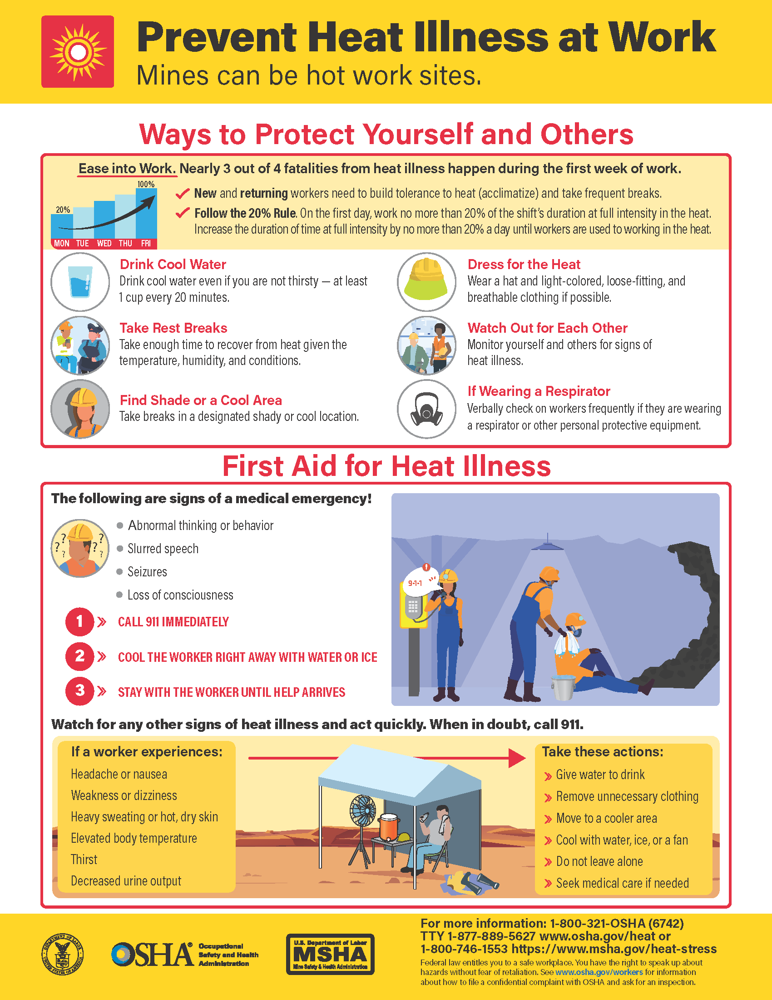 Prevent Heat Illness at Work
Mines can be hot work sites.
Ways to Protect Yourself and Others
Ease into Work. Nearly 3 out of 4 fatalities from heat illness happen during the first week of work.
100%
20%
MON TUE WED THU FRI
New and returning workers need to build tolerance to heat (acclimatize) and take frequent breaks.
Follow the 20% Rule. On the first day, work no more than 20% of the shift's duration at full intensity in the heat.
Increase the duration of time at full intensity by no more than 20% a day until workers are used to working in the heat.
Drink Cool Water
Drink cool water even if you are not thirsty — at least
1 cup every 20 minutes.
Take Rest Breaks
Take enough time to recover from heat given the
temperature, humidity, and conditions.
Find Shade or a Cool Area
Take breaks in a designated shady or cool location.
Dress for the Heat
Wear a hat and light-colored, loose-fitting, and
breathable clothing if possible.
Watch Out for Each Other
Monitor yourself and others for signs of
heat illness.
If Wearing a Respirator
Verbally check on workers frequently if they are wearing
a respirator or other personal protective equipment.
First Aid for Heat Illness
The following are signs of a medical emergency!
? ? ? ? ? ?
Abnormal thinking or behavior
Slurred speech
Seizures
Loss of consciousness
1 CALL 911 IMMEDIATELY
2 COOL THE WORKER RIGHT AWAY WITH WATER OR ICE
3 STAY WITH THE WORKER UNTIL HELP ARRIVES
!
9-1-1
Watch for any other signs of heat illness and act quickly. When in doubt, call 911.
If a worker experiences:
Headache or nausea
Weakness or dizziness
Heavy sweating or hot, dry skin
Elevated body temperature
Thirst
Decreased urine output
Take these actions:
Give water to drink
Remove unnecessary clothing
Move to a cooler area
Cool with water, ice, or a fan
Do not leave alone
Seek medical care if needed
DEPARTMENT OF LABOR
UNITED STATES OF AMERICA
OSHA®
Occupational
Safety and Health
Administration
U.S. Department of Labor
MSHA
Mine Safety & Health Administration
For more information: 1-800-321-OSHA (6742)
TTY 1-877-889-5627 www.osha.gov/heat or
1-800-746-1553 https://www.msha.gov/heat-stress
Federal law entitles you to a safe workplace. You have the right to speak up about
hazards without fear of retaliation. See www.osha.gov/workers for information
about how to file a confidential complaint with OSHA and ask for an inspection.